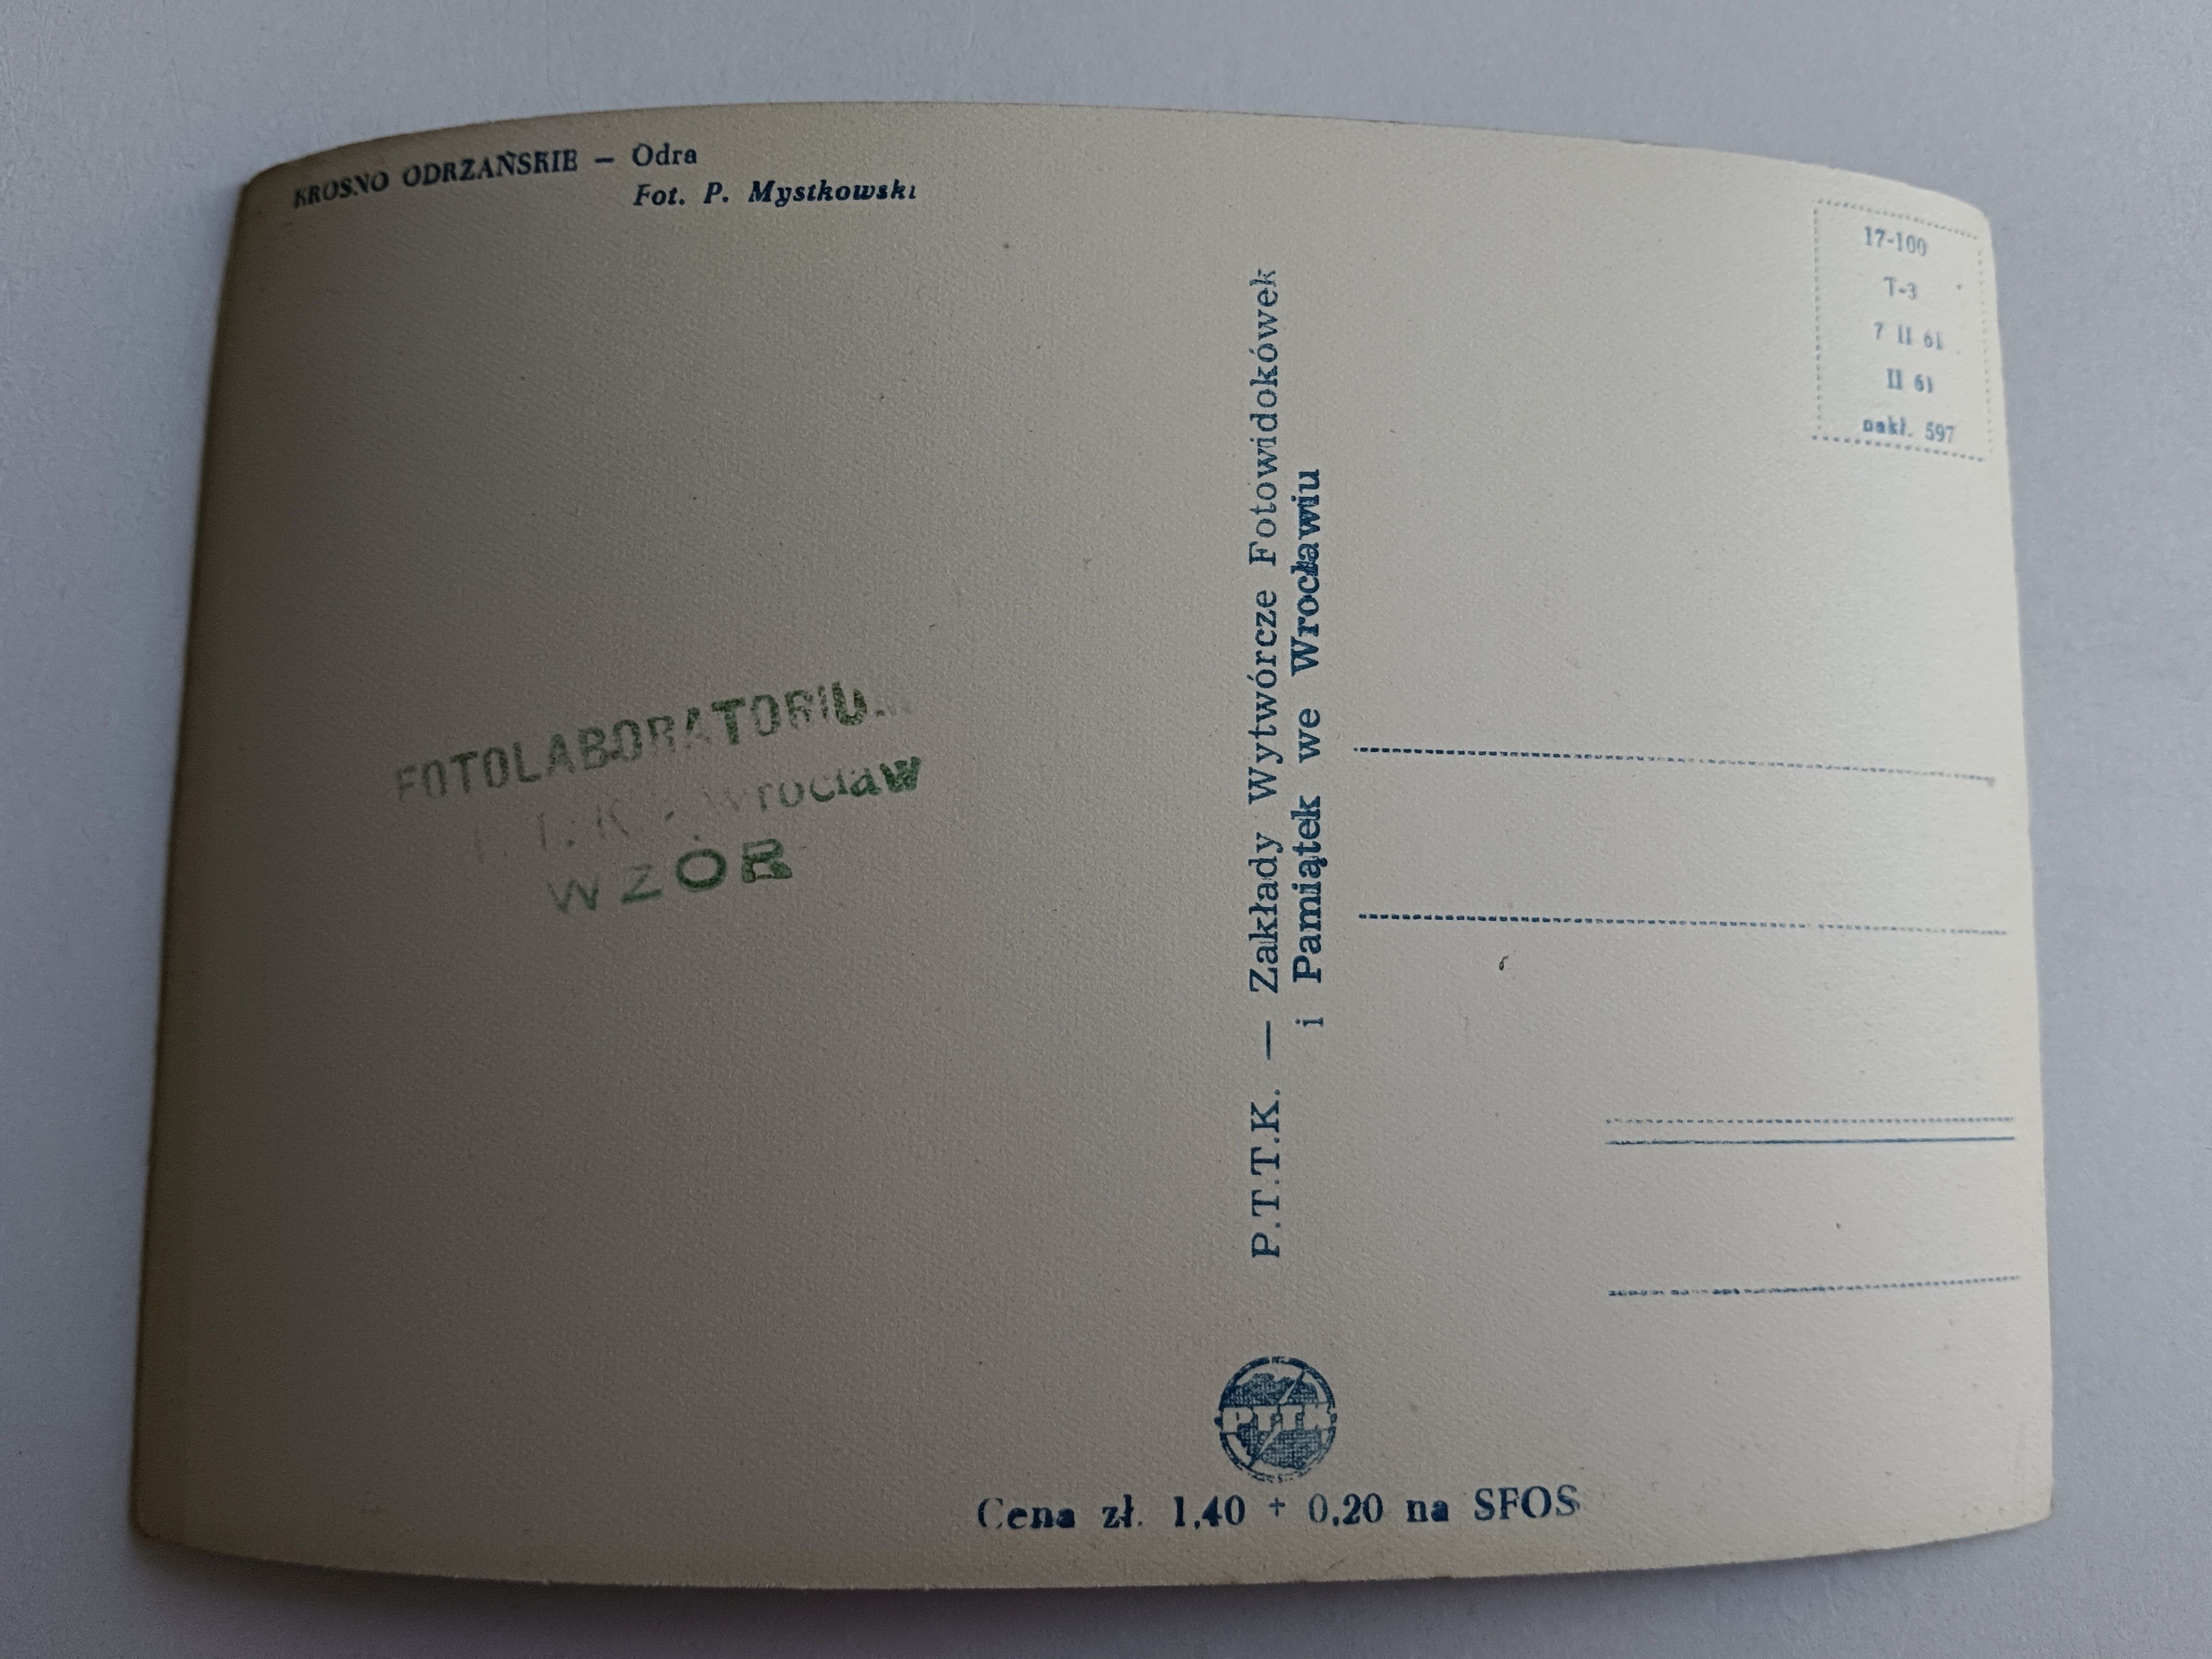 KROSNO ODRZAŃSKIE — Odra
Fot. P. Mystkowski
17-100
T-3
7 II 61
II 61
nakł. 597
P.T.T.K. — Zakłady Wytwórcze Fotowidokówek
i Pamiątek we Wrocławiu
FOTOLABORATORIU
Wrocław
WZÓR
PTTK
Cena zł. 1,40 + 0,20 na SFOS